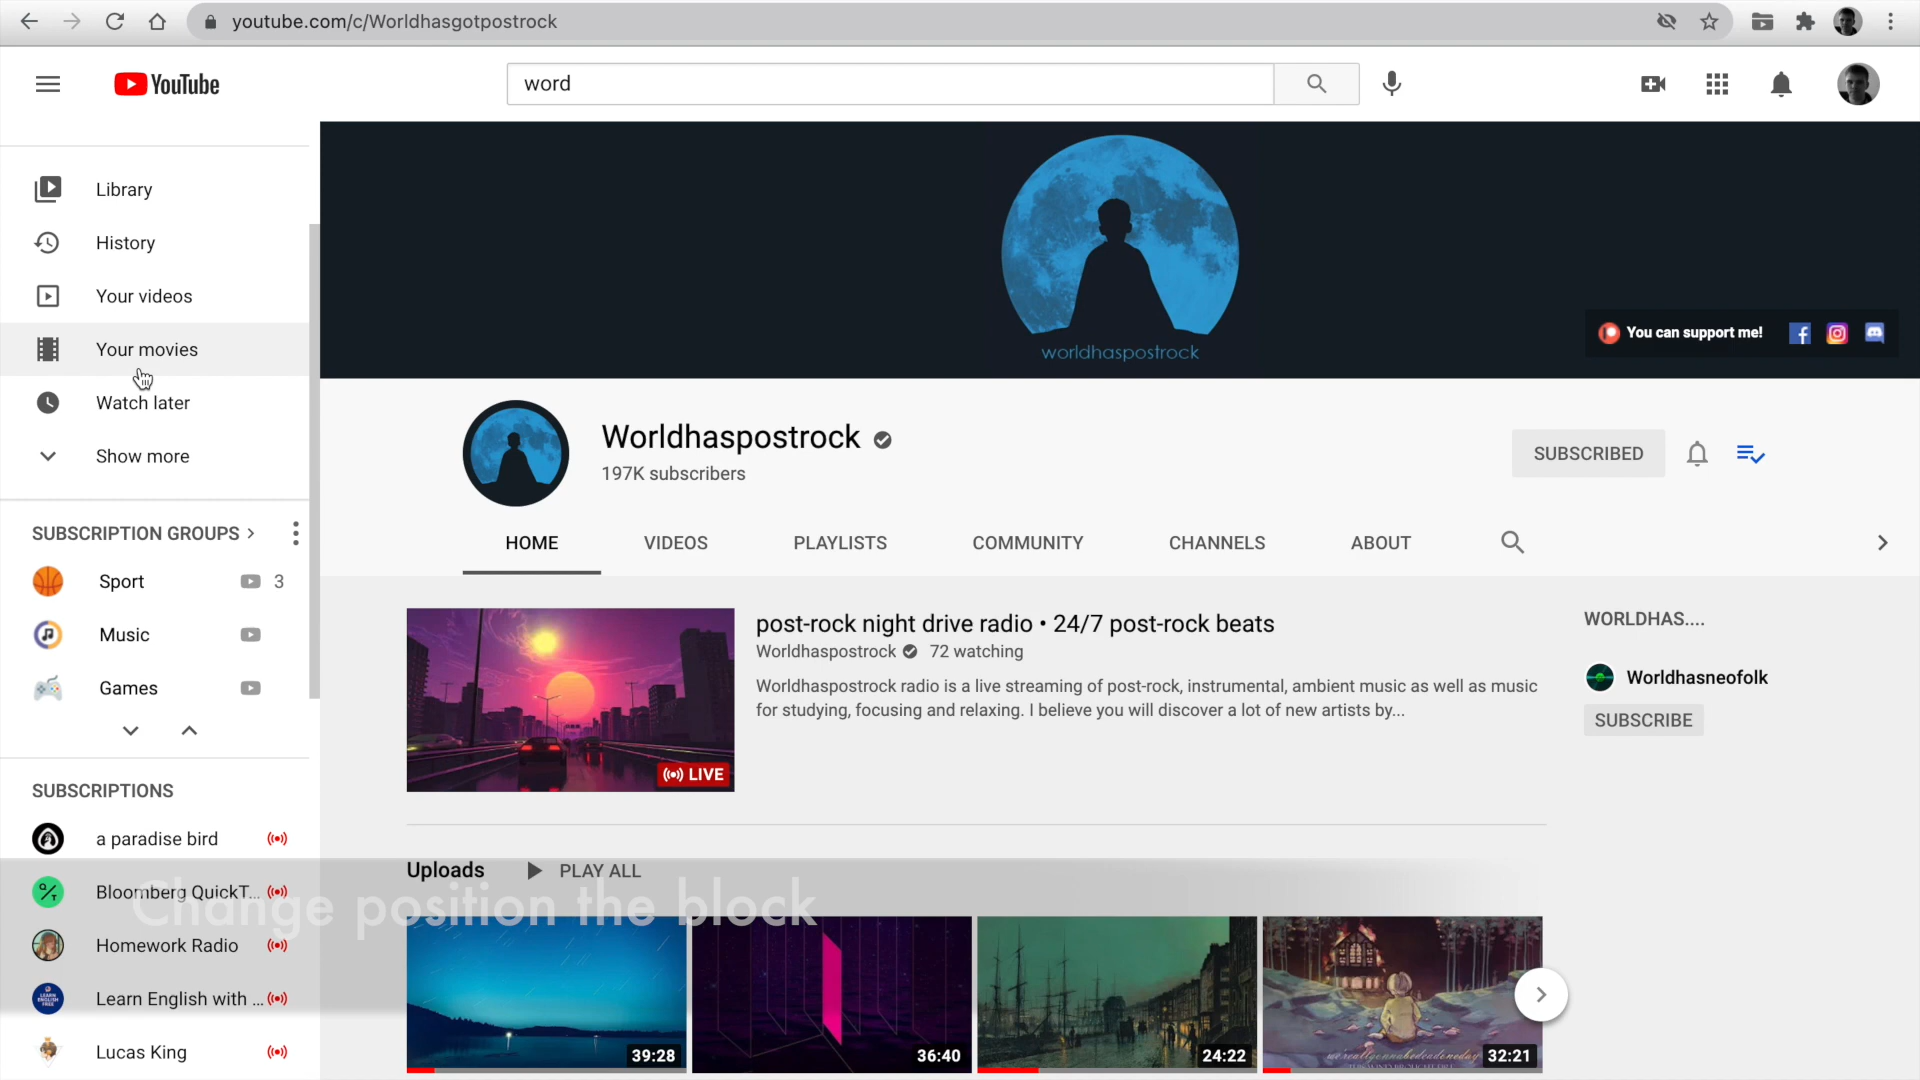 youtube.com/c/Worldhasgotpostrock
YouTube
word
Library
History
Your videos
Your movies
Watch later
Show more
SUBSCRIPTION GROUPS
Sport 3
Music
Games
SUBSCRIPTIONS
a paradise bird
Bloomberg QuickT...
Homework Radio
LEARN ENGLISH FREE
Learn English with ...
Lucas King
Change position the block
worldhaspostrock
You can support me!
Worldhaspostrock
197K subscribers
SUBSCRIBED
HOME VIDEOS PLAYLISTS COMMUNITY CHANNELS ABOUT
LIVE
post-rock night drive radio • 24/7 post-rock beats
Worldhaspostrock 72 watching
Worldhaspostrock radio is a live streaming of post-rock, instrumental, ambient music as well as music
for studying, focusing and relaxing. I believe you will discover a lot of new artists by...
WORLDHAS....
Worldhasneofolk
SUBSCRIBE
Uploads PLAY ALL
39:28
36:40
24:22
32:21